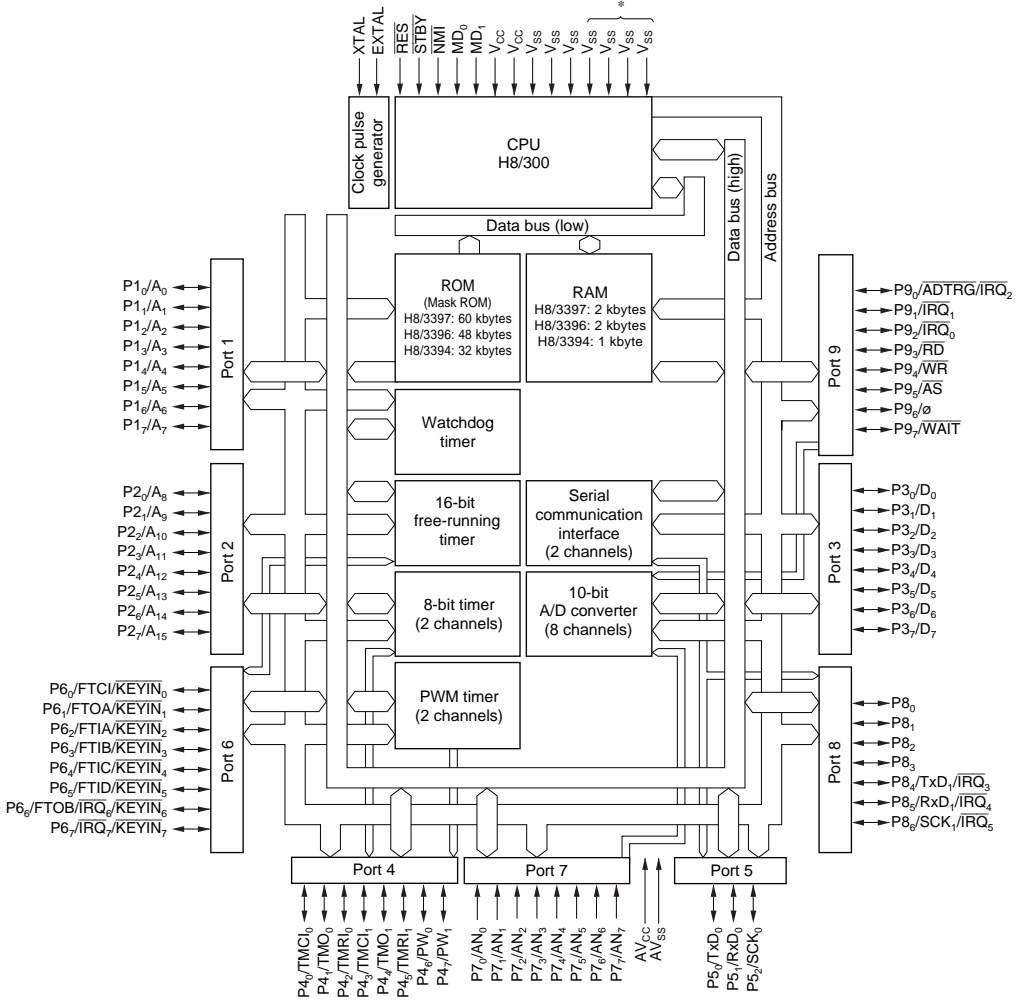 *
XTAL
EXTAL
RES
STBY
NMI
MD0
MD1
VCC
VCC
VSS
VSS
VSS
VSS
VSS
VSS
Clock pulse
generator
CPU
H8/300
Data bus (low)
Data bus (high)
Address bus
ROM
(Mask ROM)
H8/3397: 60 kbytes
H8/3396: 48 kbytes
H8/3394: 32 kbytes
RAM
H8/3397: 2 kbytes
H8/3396: 2 kbytes
H8/3394: 1 kbyte
Watchdog
timer
16-bit
free-running
timer
Serial
communication
interface
(2 channels)
8-bit timer
(2 channels)
10-bit
A/D converter
(8 channels)
PWM timer
(2 channels)
P10/A0
P11/A1
P12/A2
P13/A3
P14/A4
P15/A5
P16/A6
P17/A7
Port 1
P20/A8
P21/A9
P22/A10
P23/A11
P24/A12
P25/A13
P26/A14
P27/A15
Port 2
P60/FTCI/KEYIN0
P61/FTOA/KEYIN1
P62/FTIA/KEYIN2
P63/FTIB/KEYIN3
P64/FTIC/KEYIN4
P65/FTID/KEYIN5
P66/FTOB/IRQ6/KEYIN6
P67/IRQ7/KEYIN7
Port 6
Port 9
P90/ADTRG/IRQ2
P91/IRQ1
P92/IRQ0
P93/RD
P94/WR
P95/AS
P96/ø
P97/WAIT
Port 3
P30/D0
P31/D1
P32/D2
P33/D3
P34/D4
P35/D5
P36/D6
P37/D7
Port 8
P80
P81
P82
P83
P84/TxD1/IRQ3
P85/RxD1/IRQ4
P86/SCK1/IRQ5
Port 4
Port 7
Port 5
P40/TMCI0
P41/TMO0
P42/TMRI0
P43/TMCI1
P44/TMO1
P45/TMRI1
P46/PW0
P47/PW1
P70/AN0
P71/AN1
P72/AN2
P73/AN3
P74/AN4
P75/AN5
P76/AN6
P77/AN7
AVCC
AVSS
P50/TxD0
P51/RxD0
P52/SCK0